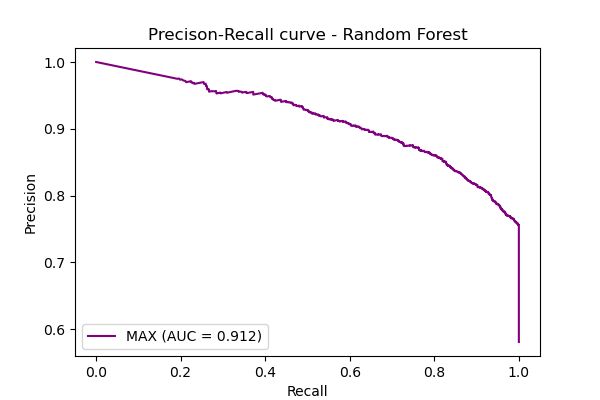 Precison-Recall curve - Random Forest
1.0
0.9
0.8
0.7
0.6
Precision
MAX (AUC = 0.912)
0.0 0.2 0.4 0.6 0.8 1.0
Recall